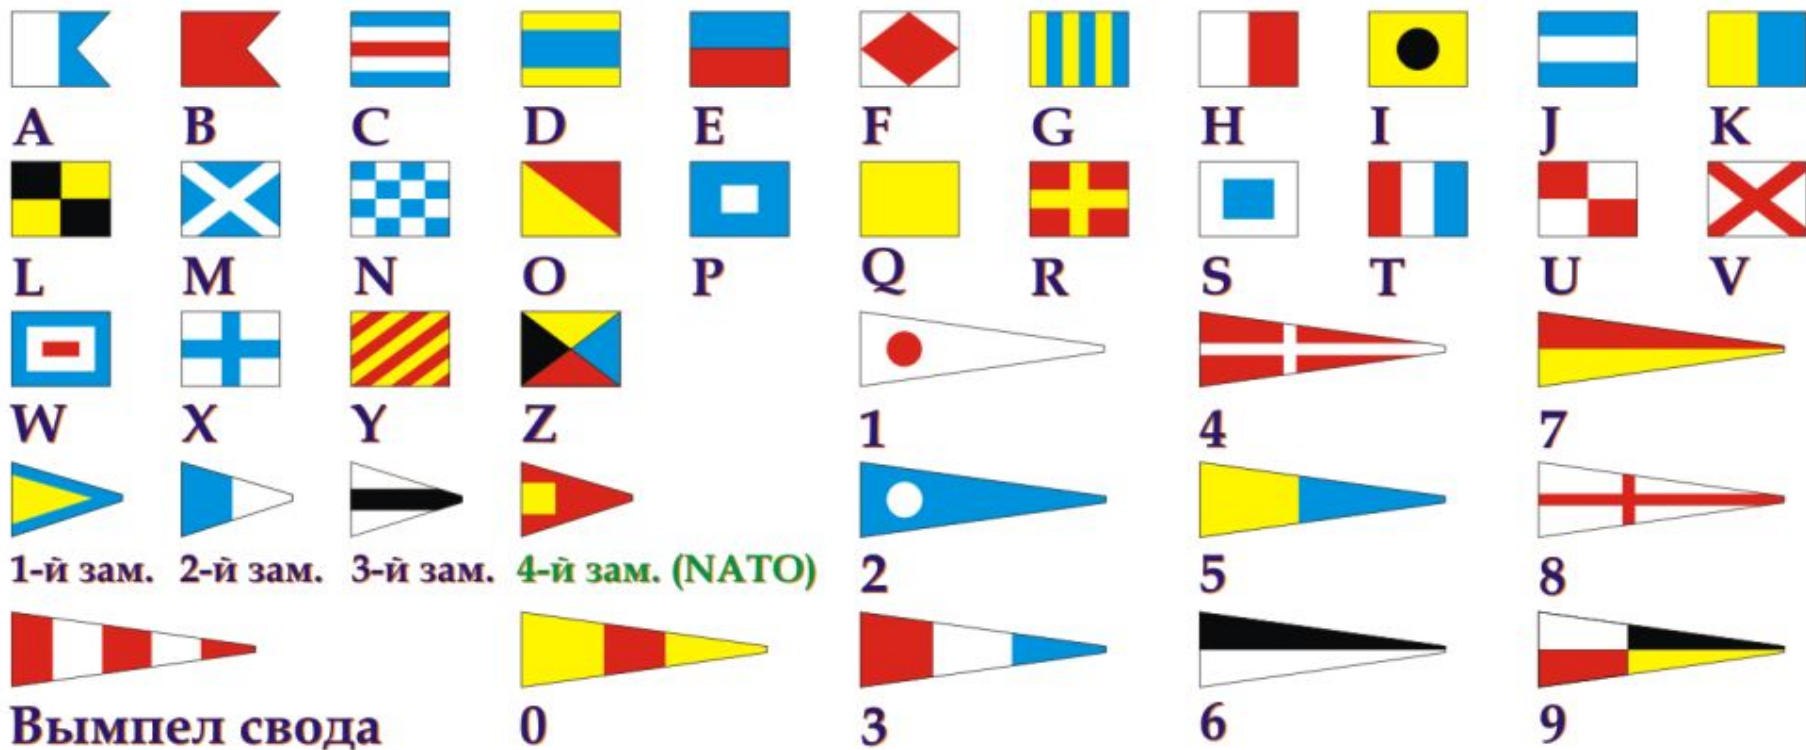 A B C D E F G H I J K
L M N O P Q R S T U V
W X Y Z 1 4 7
1-й зам. 2-й зам. 3-й зам. 4-й зам. (NATO) 2 5 8
Вымпел свода 0 3 6 9